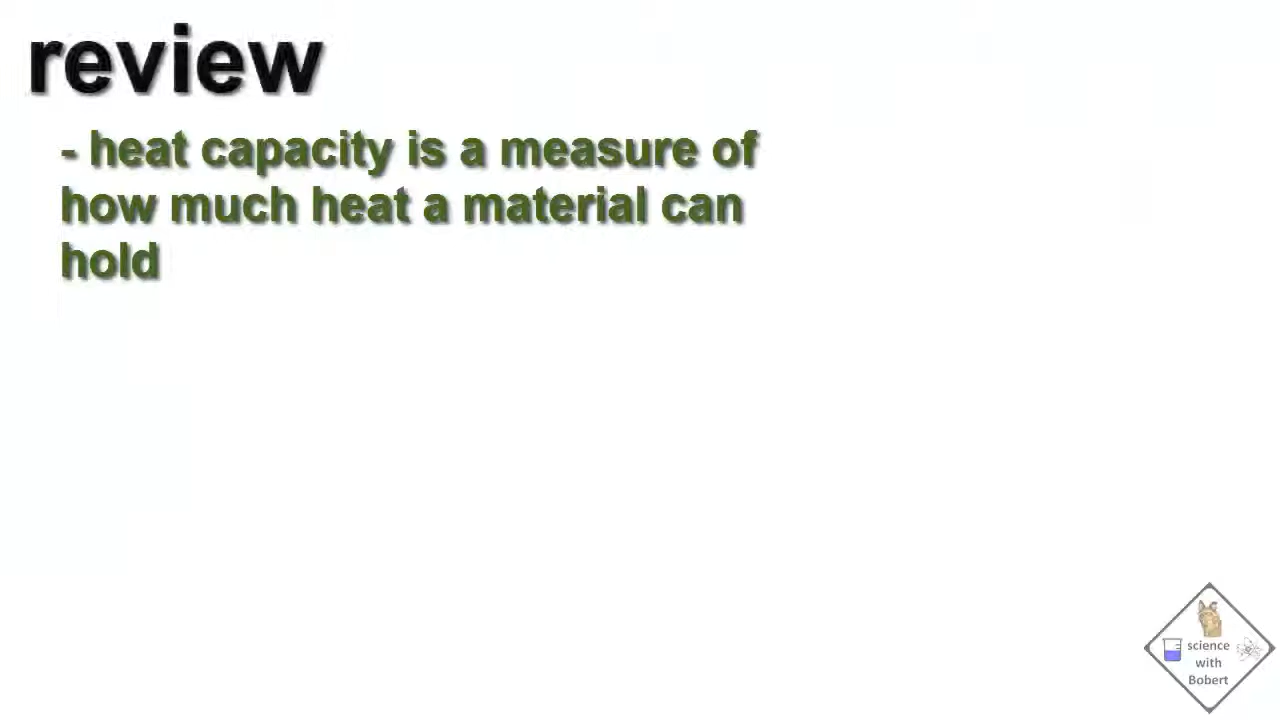 review
- heat capacity is a measure of
how much heat a material can
hold
science
with
Bobert